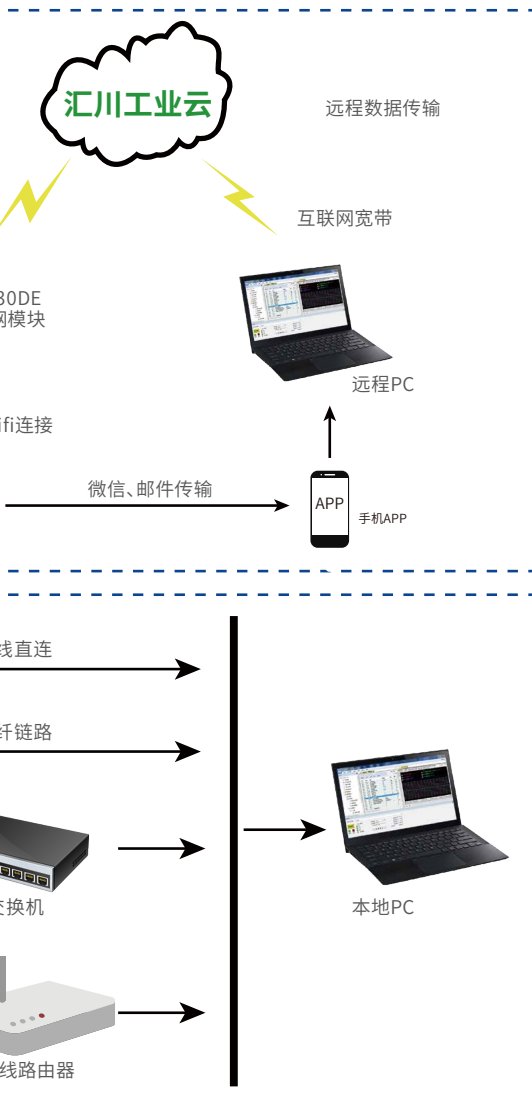 汇川工业云
远程数据传输
互联网宽带
30DE
网模块
远程PC
ifi连接
微信、邮件传输
APP
手机APP
线直连
纤链路
交换机
本地PC
线路由器